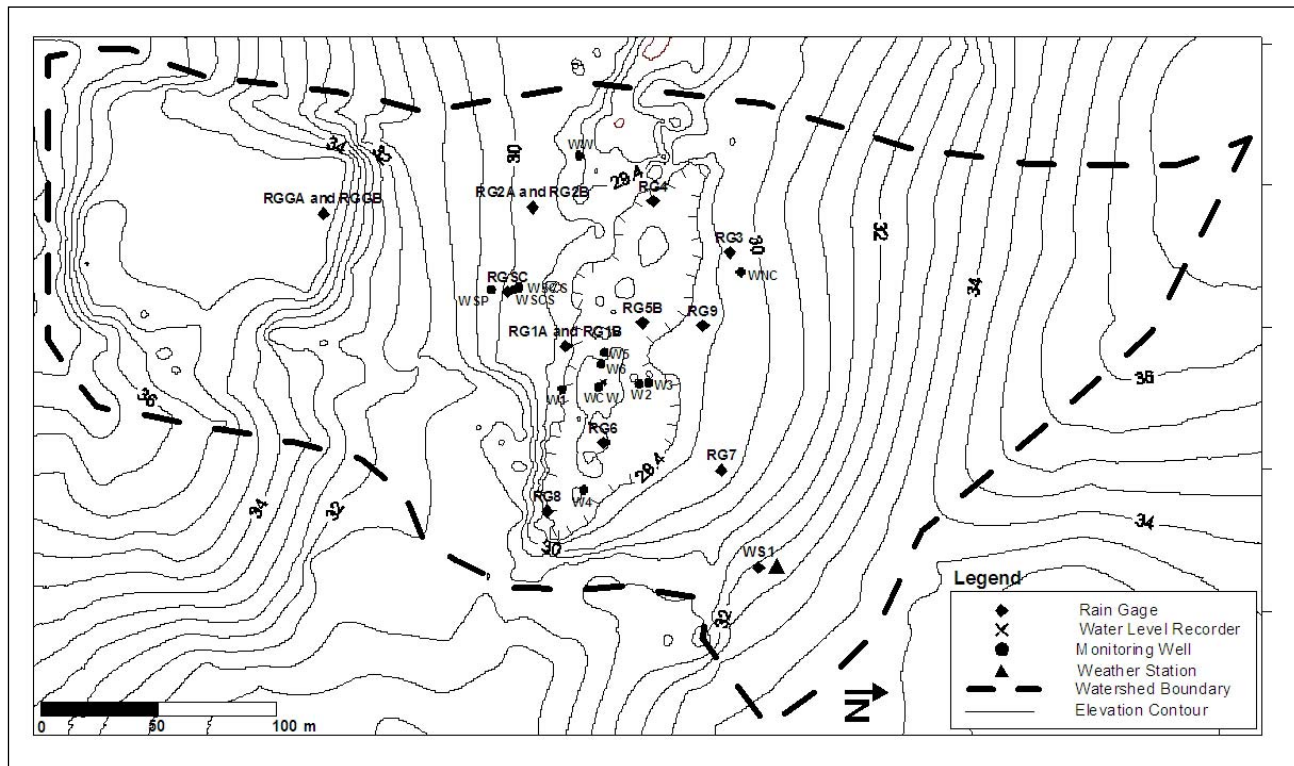 34
32
30
WW
29.4
RG4
RGGA and RGGB
RG2A and RG2B
RG3
30
WNC
32
34
RGSC
WSP
WSCS
RG5B
RG9
RG1A and RG1B
W5
W6
W1
WC W
W2
W3
36
35
RG6
29.4
RG7
34
32
RG8
W4
30
WS1
34
32
N
0 50 100 m
Legend
Rain Gage
Water Level Recorder
Monitoring Well
Weather Station
Watershed Boundary
Elevation Contour